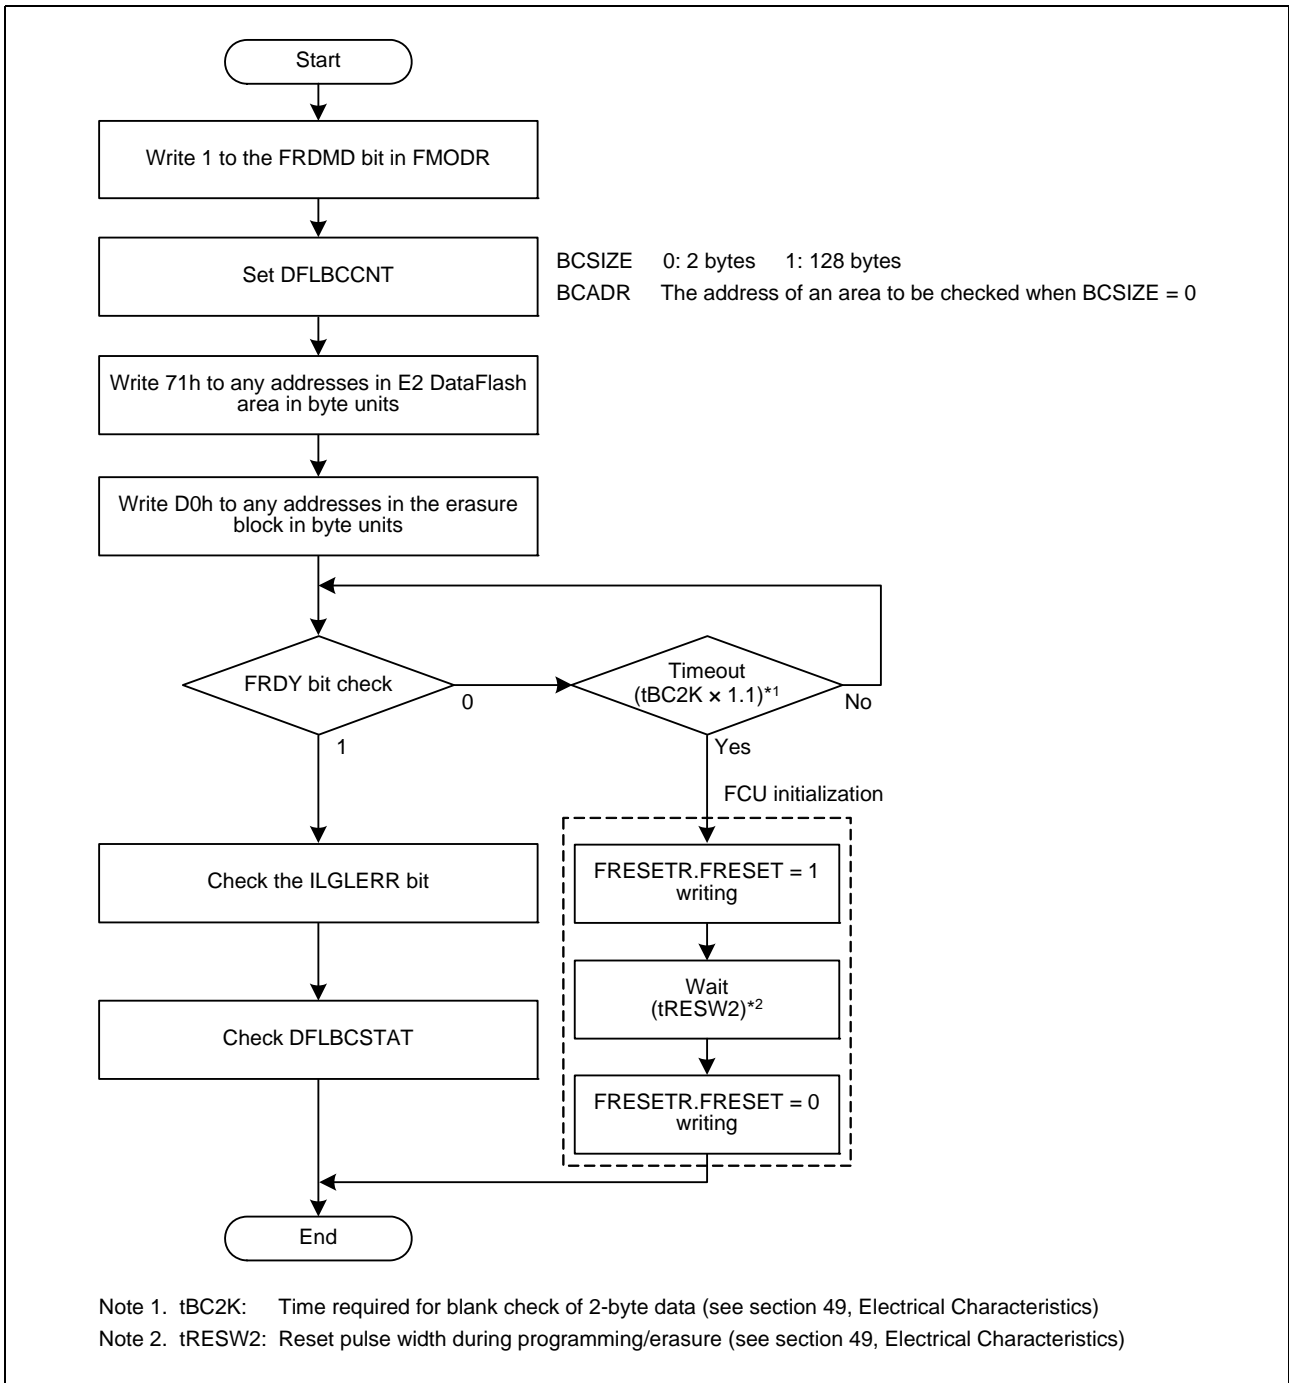 Start
Write 1 to the FRDMD bit in FMODR
Set DFLBCCNT
BCSIZE 0: 2 bytes 1: 128 bytes
BCADR The address of an area to be checked when BCSIZE = 0
Write 71h to any addresses in E2 DataFlash
area in byte units
Write D0h to any addresses in the erasure
block in byte units
FRDY bit check
0
1
Timeout
(tBC2K × 1.1)*1
No
Yes
FCU initialization
Check the ILGLERR bit
FRESETR.FRESET = 1
writing
Wait
(tRESW2)*2
Check DFLBCSTAT
FRESETR.FRESET = 0
writing
End
Note 1. tBC2K: Time required for blank check of 2-byte data (see section 49, Electrical Characteristics)
Note 2. tRESW2: Reset pulse width during programming/erasure (see section 49, Electrical Characteristics)